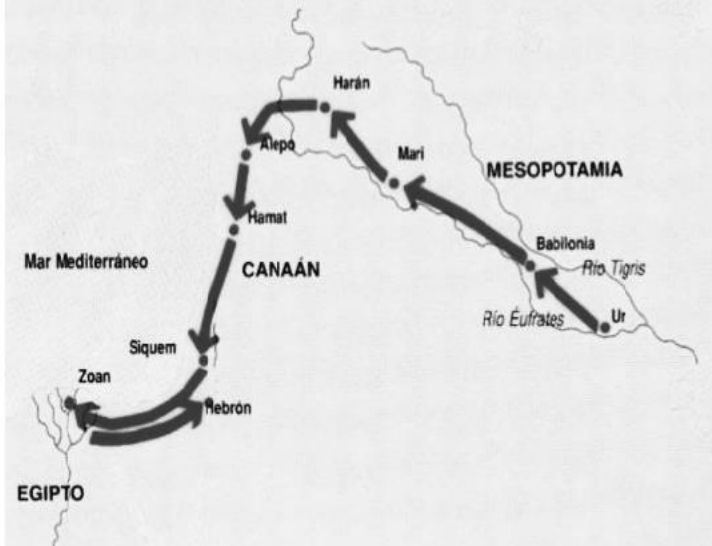 Harán
Alepo
Mari
MESOPOTAMIA
Hamat
Babilonia
Mar Mediterráneo
CANAÁN
Río Tigris
Río Éufrates
Ur
Siquem
Zoan
Hebrón
EGIPTO